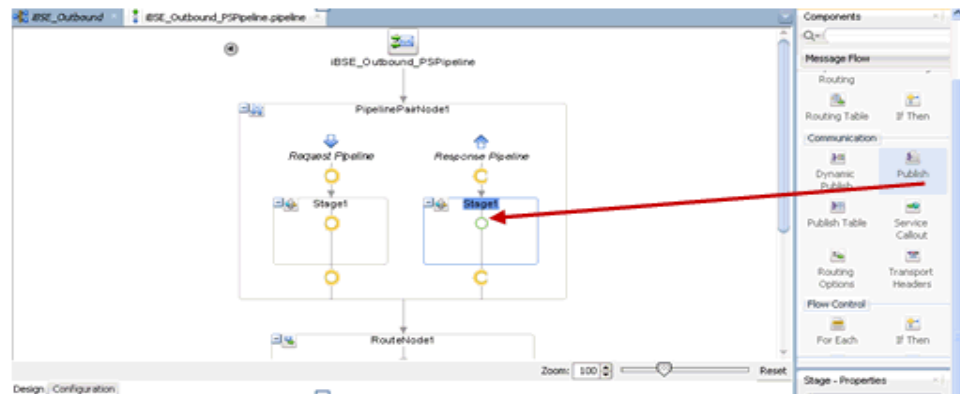 iBSE_Outbound
iBSE_Outbound_PSPipeline.pipeline
iBSE_Outbound_PSPipeline
PipelinePairNode1
Request Pipeline
Response Pipeline
Stage1
Stage1
RouteNode1
Zoom: 100
Reset
Design
Configuration
Components
Message Flow
Routing
Routing Table
If Then
Communication
Dynamic
Publish
Publish
Publish Table
Service
Callout
Routing
Options
Transport
Headers
Flow Control
For Each
If Then
Stage - Properties